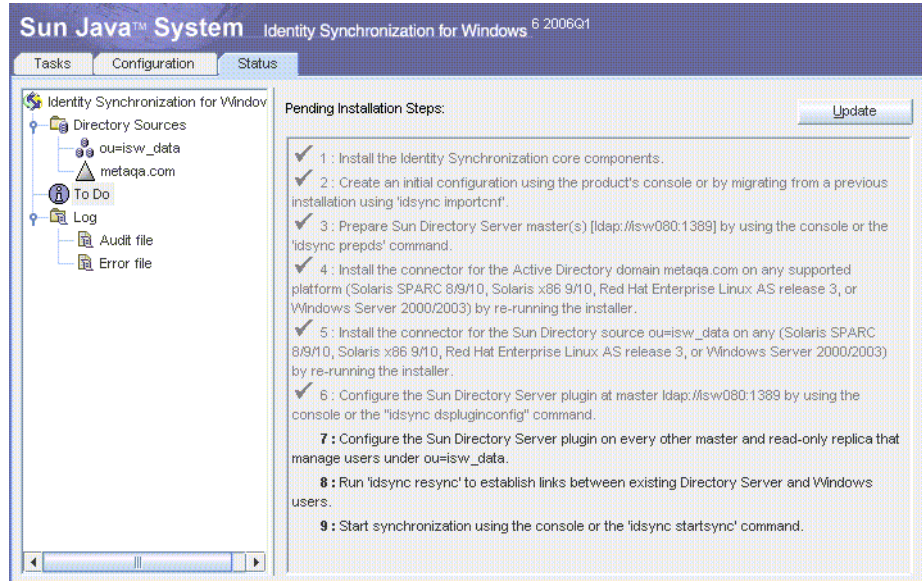 Sun Java™ System Identity Synchronization for Windows 6 2006Q1
Tasks
Configuration
Status
Identity Synchronization for Windov
Directory Sources
ou=isw_data
metaqa.com
To Do
Log
Audit file
Error file
Pending Installation Steps:
Update
1 : Install the Identity Synchronization core components.
2 : Create an initial configuration using the product's console or by migrating from a previous
installation using 'idsync importcnf'.
3 : Prepare Sun Directory Server master(s) [ldap://isw080:1389] by using the console or the
'idsync prepds' command.
4 : Install the connector for the Active Directory domain metaqa.com on any supported
platform (Solaris SPARC 8/9/10, Solaris x86 9/10, Red Hat Enterprise Linux AS release 3, or
Windows Server 2000/2003) by re-running the installer.
5 : Install the connector for the Sun Directory source ou=isw_data on any (Solaris SPARC
8/9/10, Solaris x86 9/10, Red Hat Enterprise Linux AS release 3, or Windows Server 2000/2003)
by re-running the installer.
6 : Configure the Sun Directory Server plugin at master ldap://isw080:1389 by using the
console or the "idsync dspluginconfig" command.
7 : Configure the Sun Directory Server plugin on every other master and read-only replica that
manage users under ou=isw_data.
8 : Run 'idsync resync' to establish links between existing Directory Server and Windows
users.
9 : Start synchronization using the console or the 'idsync startsync' command.